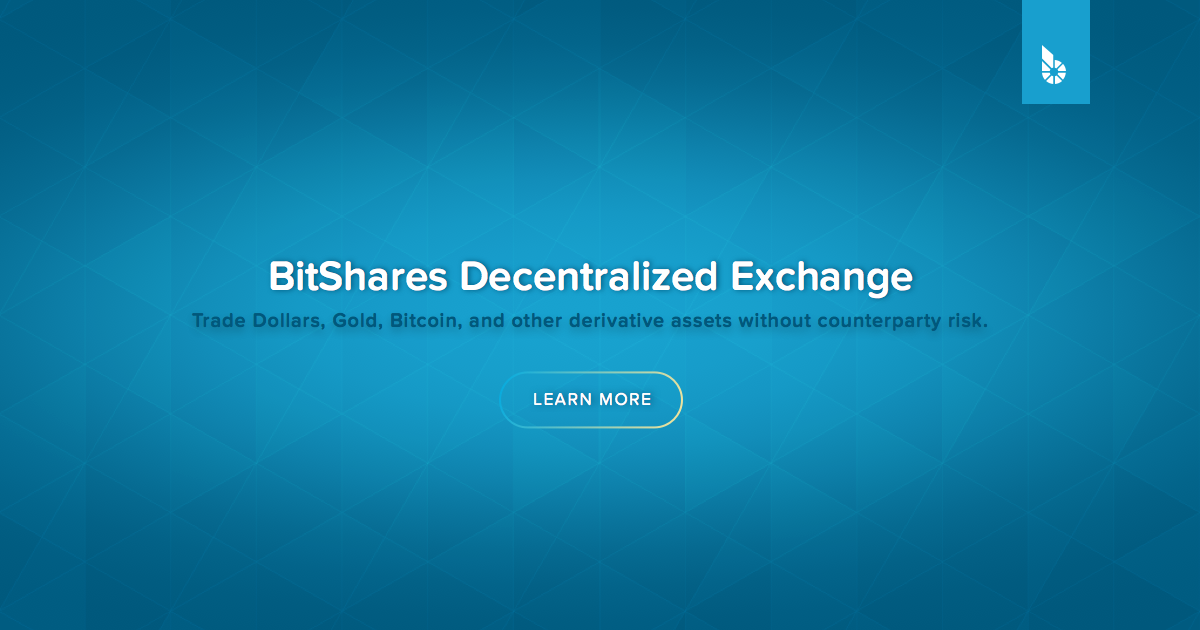 BitShares Decentralized Exchange
Trade Dollars, Gold, Bitcoin, and other derivative assets without counterparty risk.
LEARN MORE